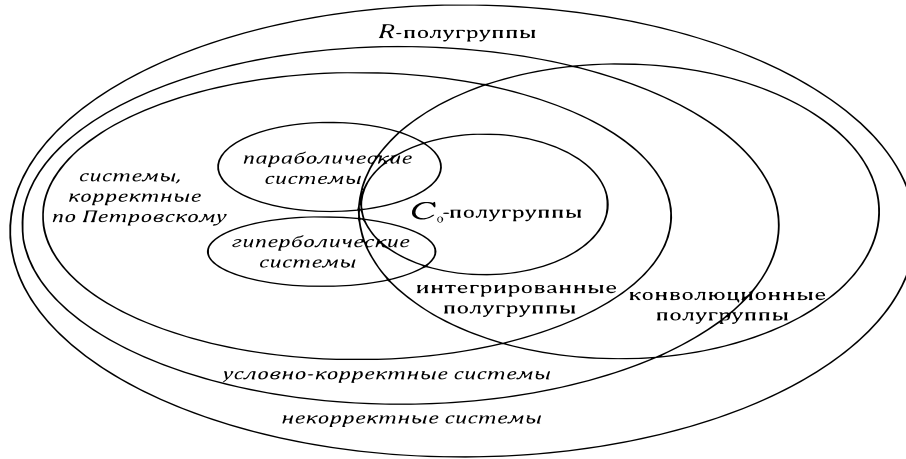 R-полугруппы
параболические
системы
системы,
корректные
по Петровскому
C₀-полугруппы
гиперболические
системы
интегрированные
полугруппы
конволюционные
полугруппы
условно-корректные системы
некорректные системы